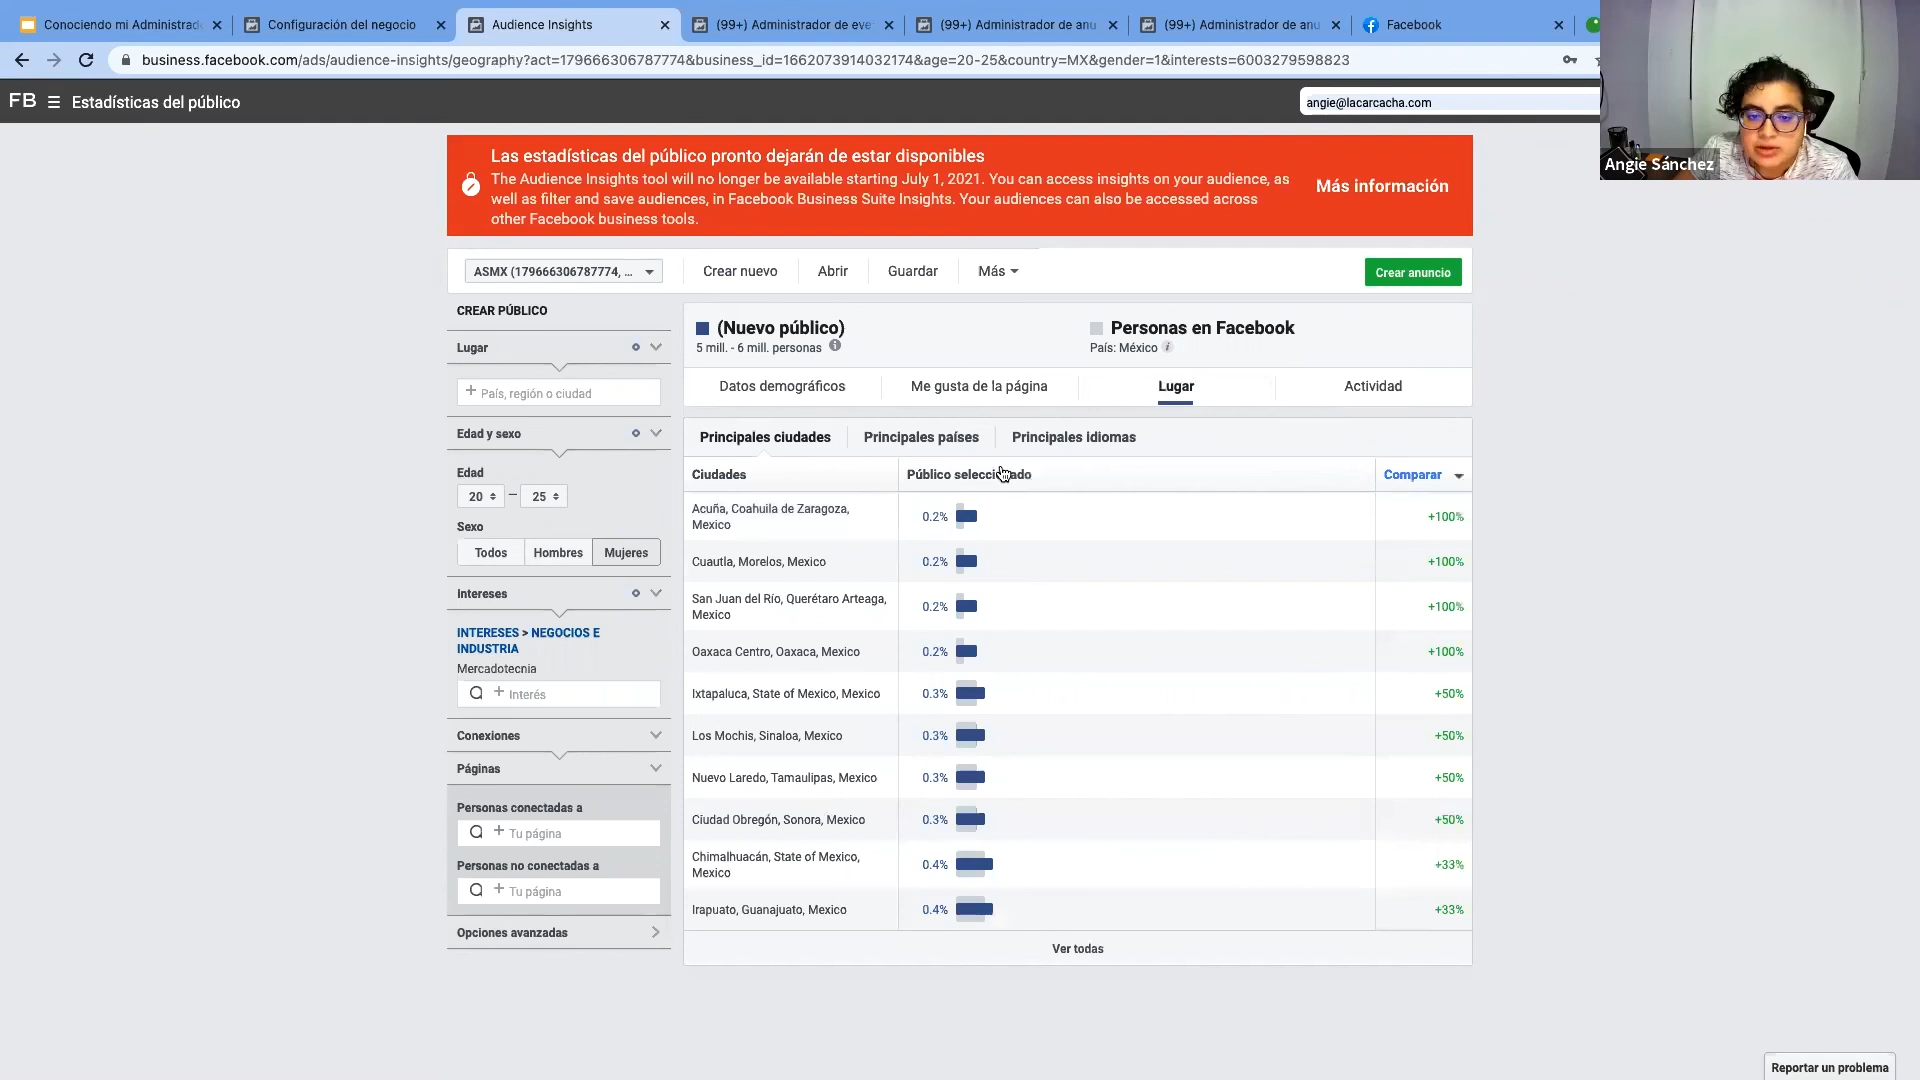 Conociendo mi Administrad
Configuración del negocio
Audience Insights
(99+) Administrador de eve
(99+) Administrador de anu
(99+) Administrador de anu
Facebook
business.facebook.com/ads/audience-insights/geography?act=179666306787774&business_id=1662073914032174&age=20-25&country=MX&gender=1&interests=6003279598823
FB
Estadísticas del público
angie@lacarcacha.com
Angie Sánchez
Las estadísticas del público pronto dejarán de estar disponibles
The Audience Insights tool will no longer be available starting July 1, 2021. You can access insights on your audience, as
well as filter and save audiences, in Facebook Business Suite Insights. Your audiences can also be accessed across
other Facebook business tools.
Más información
ASMX (179666306787774, ...
Crear nuevo
Abrir
Guardar
Más
Crear anuncio
CREAR PÚBLICO
Lugar
+ País, región o ciudad
Edad y sexo
Edad
20 – 25
Sexo
Todos
Hombres
Mujeres
Intereses
INTERESES > NEGOCIOS E
INDUSTRIA
Mercadotecnia
+ Interés
Conexiones
Páginas
Personas conectadas a
+ Tu página
Personas no conectadas a
+ Tu página
Opciones avanzadas
(Nuevo público)
5 mill. - 6 mill. personas
Personas en Facebook
País: México
Datos demográficos
Me gusta de la página
Lugar
Actividad
Principales ciudades
Principales países
Principales idiomas
Ciudades
Público seleccionado
Comparar
Acuña, Coahuila de Zaragoza,
Mexico
0.2%
+100%
Cuautla, Morelos, Mexico
0.2%
+100%
San Juan del Río, Querétaro Arteaga,
Mexico
0.2%
+100%
Oaxaca Centro, Oaxaca, Mexico
0.2%
+100%
Ixtapaluca, State of Mexico, Mexico
0.3%
+50%
Los Mochis, Sinaloa, Mexico
0.3%
+50%
Nuevo Laredo, Tamaulipas, Mexico
0.3%
+50%
Ciudad Obregón, Sonora, Mexico
0.3%
+50%
Chimalhuacán, State of Mexico,
Mexico
0.4%
+33%
Irapuato, Guanajuato, Mexico
0.4%
+33%
Ver todas
Reportar un problema